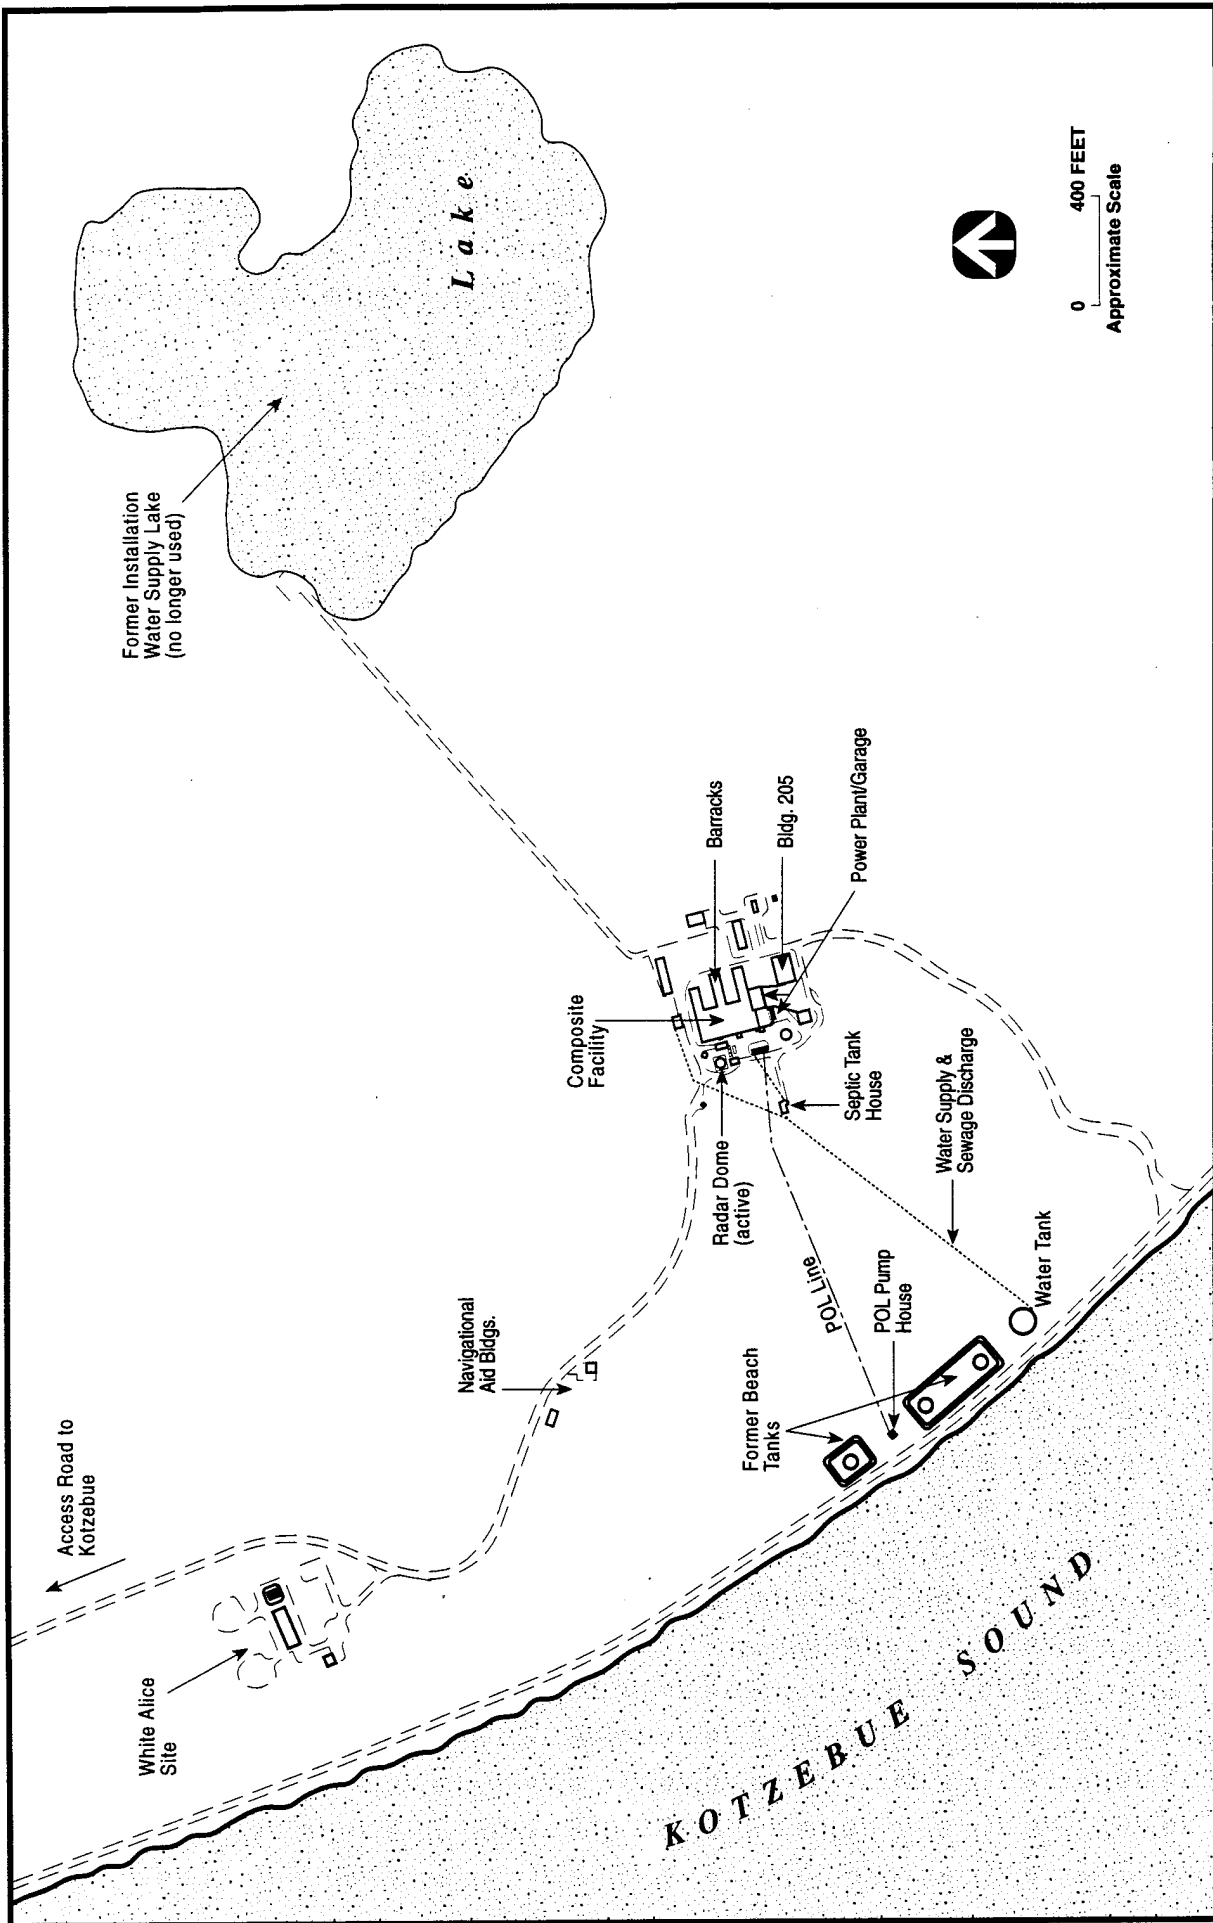 Access Road to
Kotzebue
White Alice
Site
Navigational
Aid Bldgs.
Former Installation
Water Supply Lake
(no longer used)
Lake
Composite
Facility
Barracks
Bldg. 205
Power Plant/Garage
Radar Dome
(active)
Septic Tank
House
POL Line
Former Beach
Tanks
POL Pump
House
Water Supply &
Sewage Discharge
Water Tank
KOTZEBUE SOUND
0 400 FEET
Approximate Scale